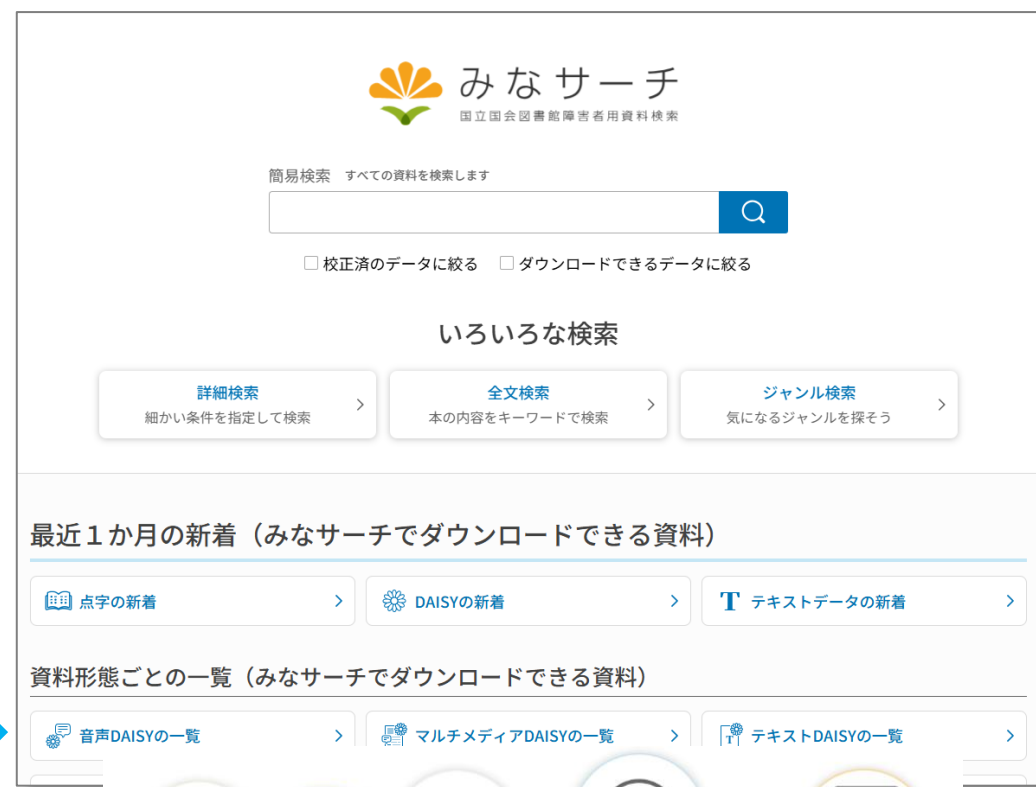 みなサーチ
国立国会図書館障害者用資料検索
簡易検索 すべての資料を検索します
校正済のデータに絞る ダウンロードできるデータに絞る
いろいろな検索
詳細検索 全文検索 ジャンル検索
細かい条件を指定して検索 本の内容をキーワードで検索 気になるジャンルを探そう
最近１か月の新着（みなサーチでダウンロードできる資料）
点字の新着 DAISYの新着 T テキストデータの新着
資料形態ごとの一覧（みなサーチでダウンロードできる資料）
音声DAISYの一覧 マルチメディアDAISYの一覧 T テキストDAISYの一覧